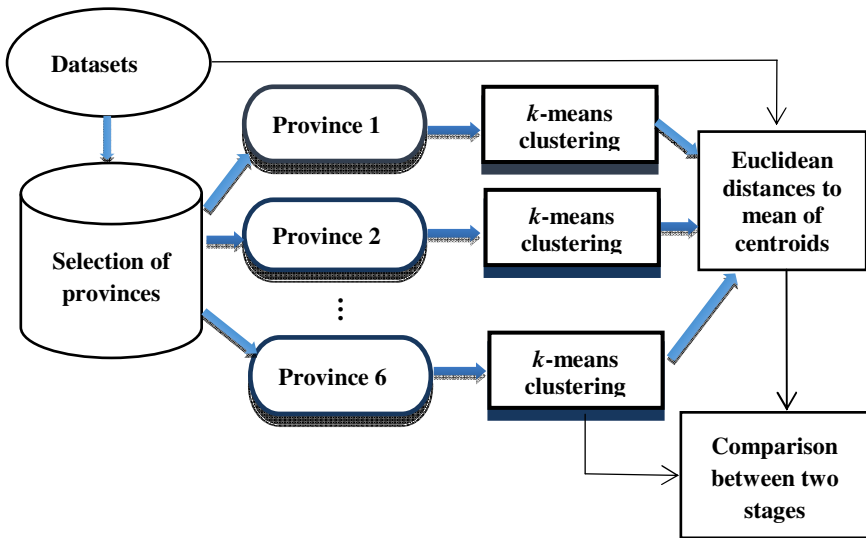 Datasets
Selection of
provinces
Province 1
Province 2
⋮
Province 6
k-means
clustering
k-means
clustering
k-means
clustering
Euclidean
distances to
mean of
centroids
Comparison
between two
stages